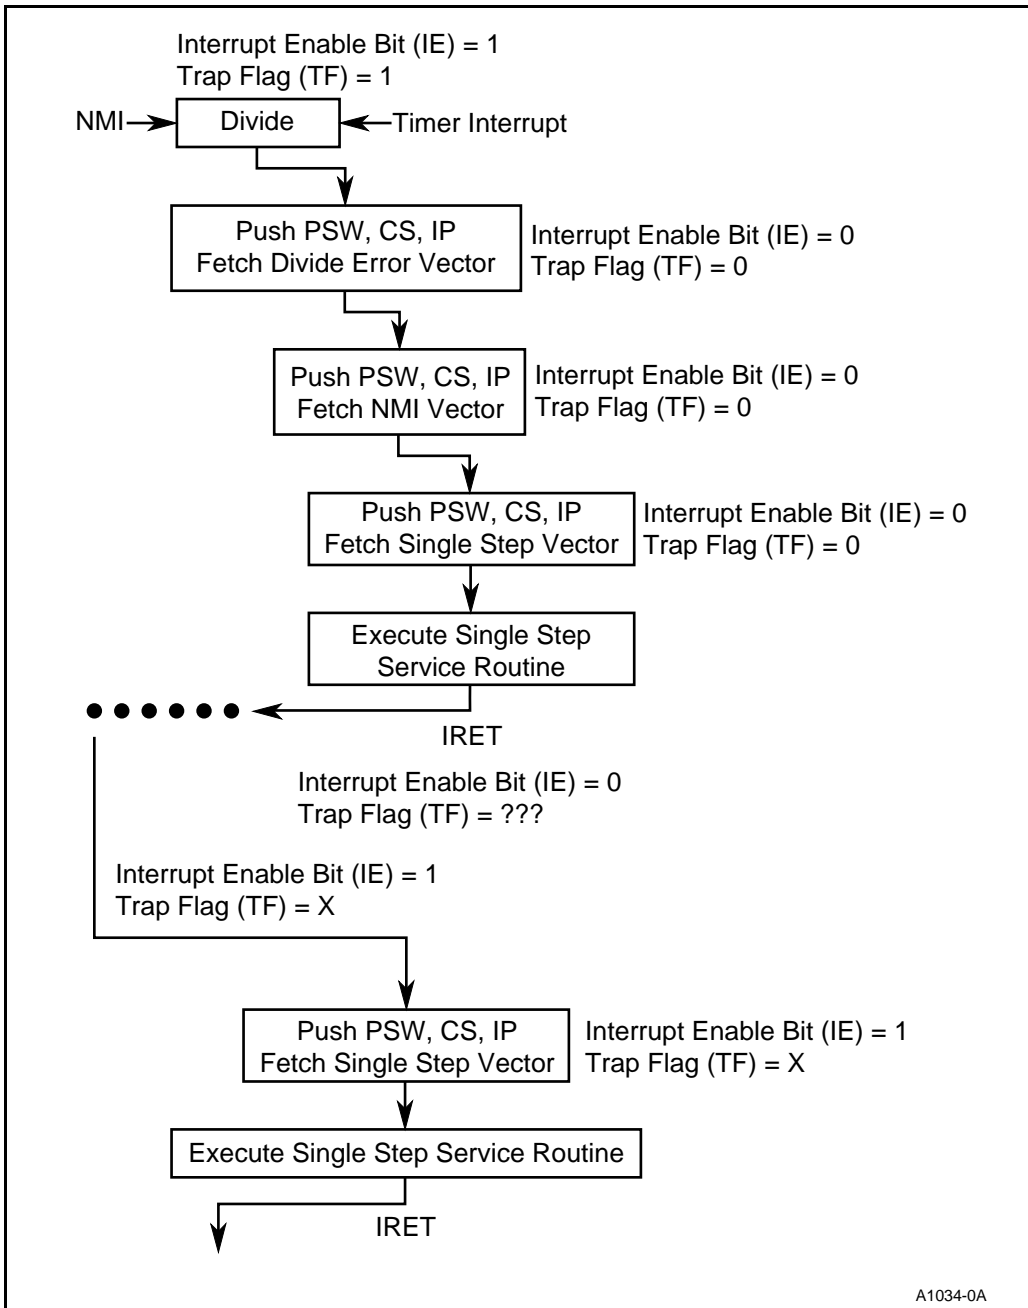 Interrupt Enable Bit (IE) = 1
Trap Flag (TF) = 1
NMI
Divide
Timer Interrupt
Push PSW, CS, IP
Fetch Divide Error Vector
Interrupt Enable Bit (IE) = 0
Trap Flag (TF) = 0
Push PSW, CS, IP
Fetch NMI Vector
Interrupt Enable Bit (IE) = 0
Trap Flag (TF) = 0
Push PSW, CS, IP
Fetch Single Step Vector
Interrupt Enable Bit (IE) = 0
Trap Flag (TF) = 0
Execute Single Step
Service Routine
IRET
Interrupt Enable Bit (IE) = 0
Trap Flag (TF) = ???
Interrupt Enable Bit (IE) = 1
Trap Flag (TF) = X
Push PSW, CS, IP
Fetch Single Step Vector
Interrupt Enable Bit (IE) = 1
Trap Flag (TF) = X
Execute Single Step Service Routine
IRET
A1034-0A